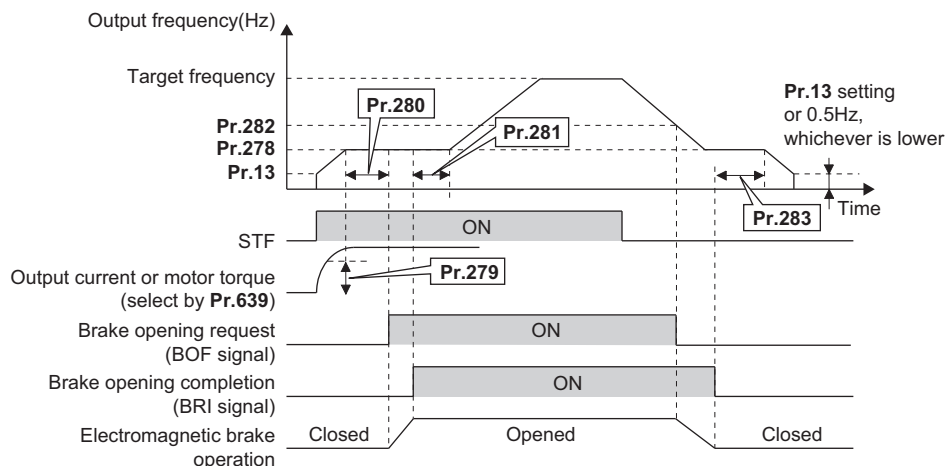 Output frequency(Hz)
Target frequency
Pr.280
Pr.13 setting
or 0.5Hz,
whichever is lower
Pr.282
Pr.281
Pr.278
Pr.13
Time
Pr.283
STF
ON
Output current or motor torque
(select by Pr.639)
Pr.279
Brake opening request
(BOF signal)
ON
Brake opening completion
(BRI signal)
ON
Electromagnetic brake
operation
Closed
Opened
Closed